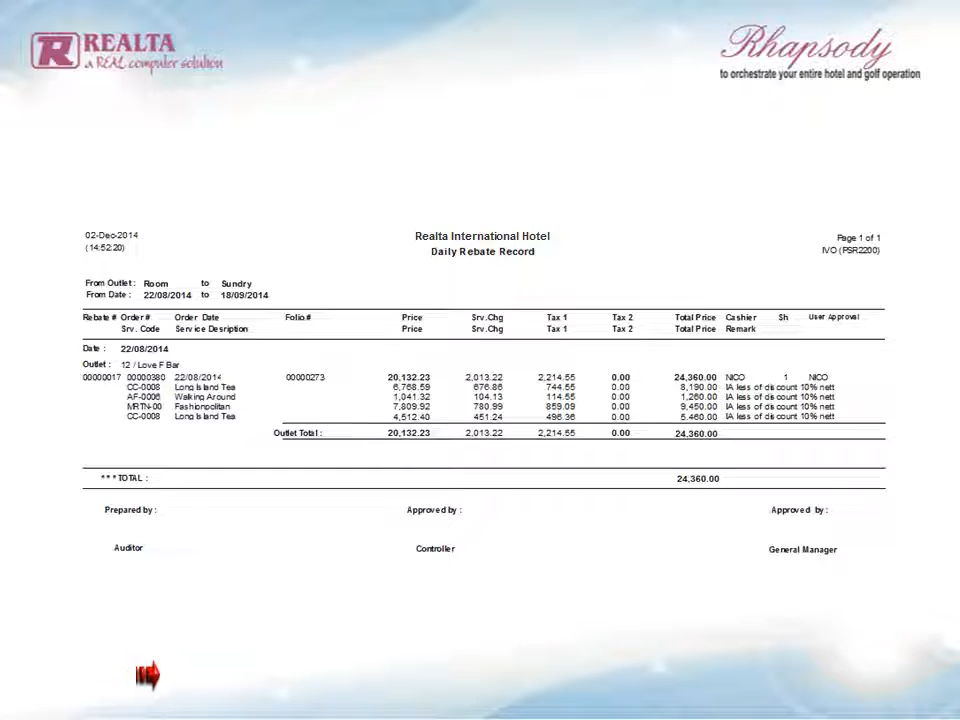 REALTA
a REAL computer solution
Rhapsody
to orchestrate your entire hotel and golf operation
02-Dec-2014 Realta International Hotel Page 1 of 1
(14:52:20) Daily Rebate Record IVO (PSR2200)
From Outlet : Room to Sundry
From Date : 22/08/2014 to 18/09/2014
Rebate # Order # Order Date Folio# Price Srv.Chg Tax 1 Tax 2 Total Price Cashier Sh User Approval
Srv. Code Service Desription Price Srv.Chg Tax 1 Tax 2 Total Price Remark
Date : 22/08/2014
Outlet : 12 / Love F Bar
00000017 00000380 22/08/2014 00000273 20,132.23 2,013.22 2,214.55 0.00 24,360.00 NICO 1 NICO
CC-0008 Long Island Tea 6,768.59 676.86 744.55 0.00 8,190.00 IA less of discount 10% nett
AF-0006 Walking Around 1,041.32 104.13 114.55 0.00 1,260.00 IA less of discount 10% nett
MRTN-00 Fashionpolitan 7,809.92 780.99 859.09 0.00 9,450.00 IA less of discount 10% nett
CC-0008 Long Island Tea 4,512.40 451.24 496.36 0.00 5,460.00 IA less of discount 10% nett
Outlet Total : 20,132.23 2,013.22 2,214.55 0.00 24,360.00
***TOTAL : 24,360.00
Prepared by : Approved by : Approved by :
Auditor Controller General Manager